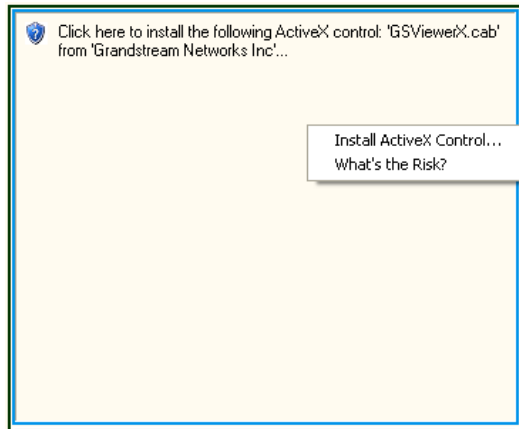 Click here to install the following ActiveX control: 'GSViewerX.cab'
from 'Grandstream Networks Inc'...
Install ActiveX Control...
What's the Risk?